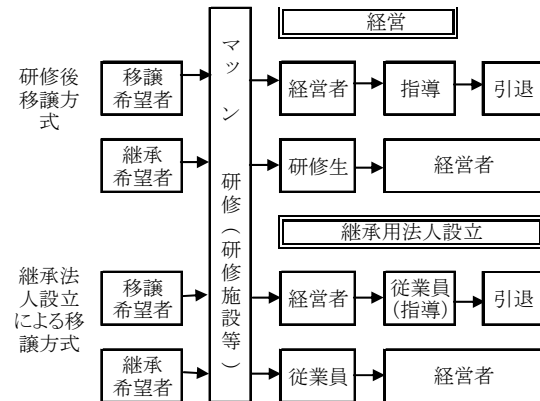 経営
研修後
移譲方
式
移譲
希望者
経営者
指導
引退
継承
希望者
研修生
経営者
マッ ン 研修(研修施設等)
継承用法人設立
継承法
人設立
による移
譲方式
移譲
希望者
経営者
従業員
(指導)
引退
継承
希望者
従業員
経営者